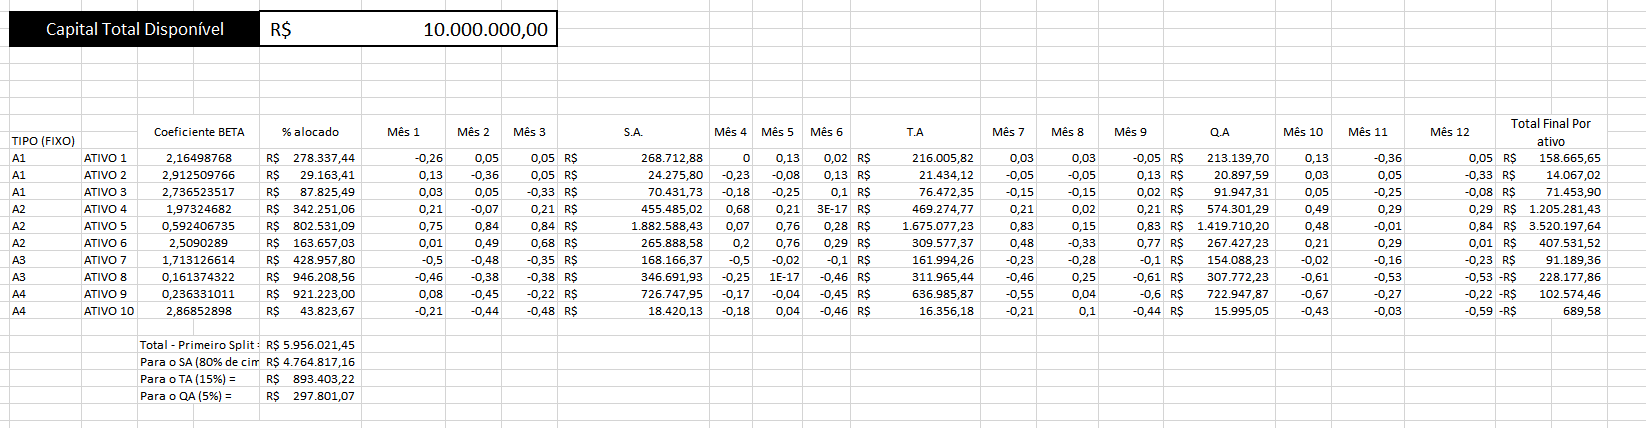 Capital Total Disponível R$ 10.000.000,00
TIPO (FIXO) Coeficiente BETA % alocado Mês 1 Mês 2 Mês 3 S.A. Mês 4 Mês 5 Mês 6 T.A Mês 7 Mês 8 Mês 9 Q.A Mês 10 Mês 11 Mês 12 Total Final Por ativo
A1 ATIVO 1 2,16498768 R$ 278.337,44 -0,26 0,05 0,05 R$ 268.712,88 0 0,13 0,02 R$ 216.005,82 0,03 0,03 -0,05 R$ 213.139,70 0,13 -0,36 0,05 R$ 158.665,65
A1 ATIVO 2 2,912509766 R$ 29.163,41 0,13 -0,36 0,05 R$ 24.275,80 -0,23 -0,08 0,13 R$ 21.434,12 -0,05 -0,05 0,13 R$ 20.897,59 0,03 0,05 -0,33 R$ 14.067,02
A1 ATIVO 3 2,736523517 R$ 87.825,49 0,03 0,05 -0,33 R$ 70.431,73 -0,18 -0,25 0,1 R$ 76.472,35 -0,15 -0,15 0,02 R$ 91.947,31 0,05 -0,25 -0,08 R$ 71.453,90
A2 ATIVO 4 1,97324682 R$ 342.251,06 0,21 -0,07 0,21 R$ 455.485,02 0,68 0,21 3E-17 R$ 469.274,77 0,21 0,02 0,21 R$ 574.301,29 0,49 0,29 0,29 R$ 1.205.281,43
A2 ATIVO 5 0,592406735 R$ 802.531,09 0,75 0,84 0,84 R$ 1.882.588,43 0,07 0,76 0,28 R$ 1.675.077,23 0,83 0,15 0,83 R$ 1.419.710,20 0,48 -0,01 0,84 R$ 3.520.197,64
A2 ATIVO 6 2,5090289 R$ 163.657,03 0,01 0,49 0,68 R$ 265.888,58 0,2 0,76 0,29 R$ 309.577,37 0,48 -0,33 0,77 R$ 267.427,23 0,21 0,29 0,01 R$ 407.531,52
A3 ATIVO 7 1,713126614 R$ 428.957,80 -0,5 -0,48 -0,35 R$ 168.166,37 -0,5 -0,02 -0,1 R$ 161.994,26 -0,23 -0,28 -0,1 R$ 154.088,23 -0,02 -0,16 -0,23 R$ 91.189,36
A3 ATIVO 8 0,161374322 R$ 946.208,56 -0,46 -0,38 -0,38 R$ 346.691,93 -0,25 1E-17 -0,46 R$ 311.965,44 -0,46 0,25 -0,61 R$ 307.772,23 -0,61 -0,53 -0,53 -R$ 228.177,86
A4 ATIVO 9 0,236331011 R$ 921.223,00 0,08 -0,45 -0,22 R$ 726.747,95 -0,17 -0,04 -0,45 R$ 636.985,87 -0,55 0,04 -0,6 R$ 722.947,87 -0,67 -0,27 -0,22 -R$ 102.574,46
A4 ATIVO 10 2,86852898 R$ 43.823,67 -0,21 -0,44 -0,48 R$ 18.420,13 -0,18 0,04 -0,46 R$ 16.356,18 -0,21 0,1 -0,44 R$ 15.995,05 -0,43 -0,03 -0,59 -R$ 689,58
Total - Primeiro Split : R$ 5.956.021,45
Para o SA (80% de cim R$ 4.764.817,16
Para o TA (15%) = R$ 893.403,22
Para o QA (5%) = R$ 297.801,07